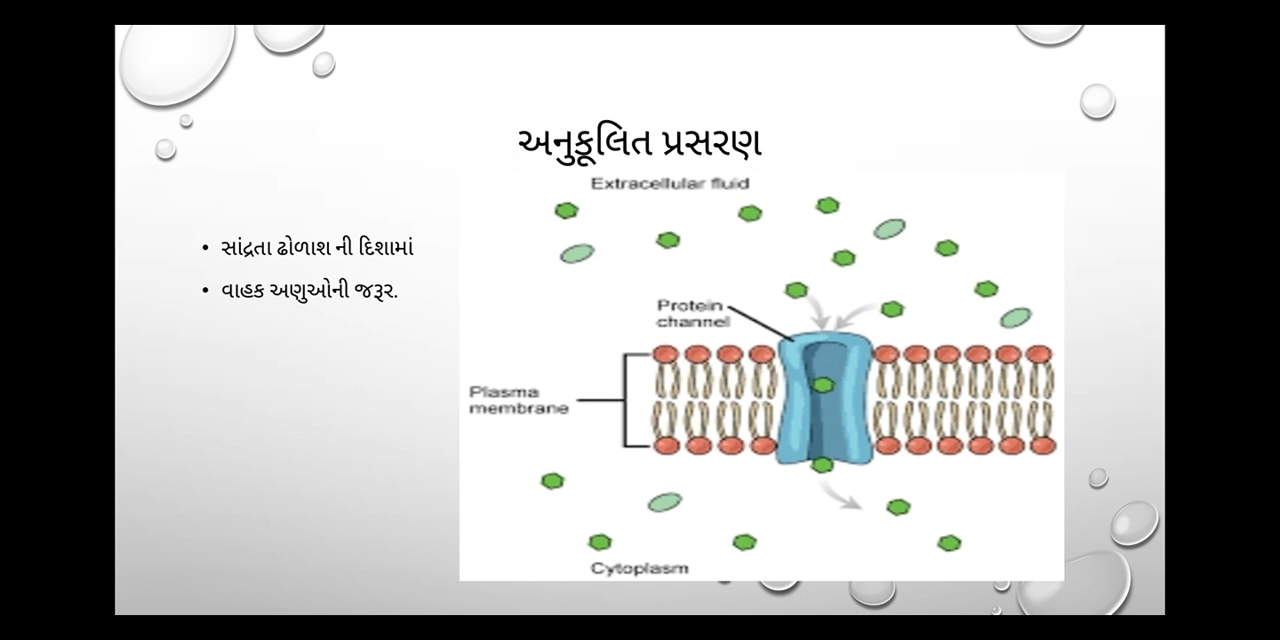 અનુકૂલિત પ્રસરણ
Extracellular fluid
• સાંદ્રતા ઢોળાશ ની દિશામાં
• વાહક અણુઓની જરૂર.
Protein
channel
Plasma
membrane
Cytoplasm